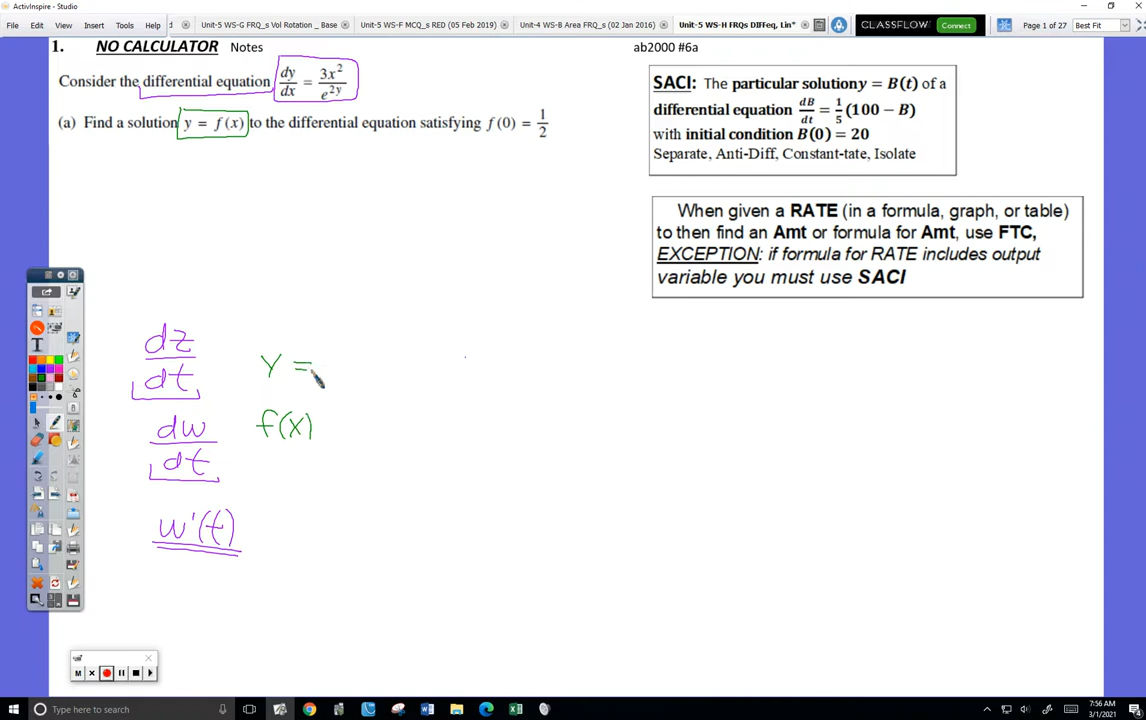 ActivInspire - Studio
File Edit View Insert Tools Help
Unit-5 WS-G FRQ_s Vol Rotation _ Base
Unit-5 WS-F MCQ_s RED (05 Feb 2019)
Unit-4 WS-B Area FRQ_s (02 Jan 2016)
Unit-5 WS-H FRQs DIFFeq, Lin*
CLASSFLOW Connect
Page 1 of 27 Best Fit
1. NO CALCULATOR Notes
ab2000 #6a
Consider the differential equation dy/dx = 3x²/e^(2y)
(a) Find a solution y = f(x) to the differential equation satisfying f(0) = 1/2
SACI: The particular solutiony = B(t) of a
differential equation dB/dt = 1/5 (100 – B)
with initial condition B(0) = 20
Separate, Anti-Diff, Constant-tate, Isolate
When given a RATE (in a formula, graph, or table)
to then find an Amt or formula for Amt, use FTC,
EXCEPTION: if formula for RATE includes output
variable you must use SACI
dz/dt
y =
dw/dt
f(x)
w'(t)
M
Type here to search
7:56 AM
3/1/2021